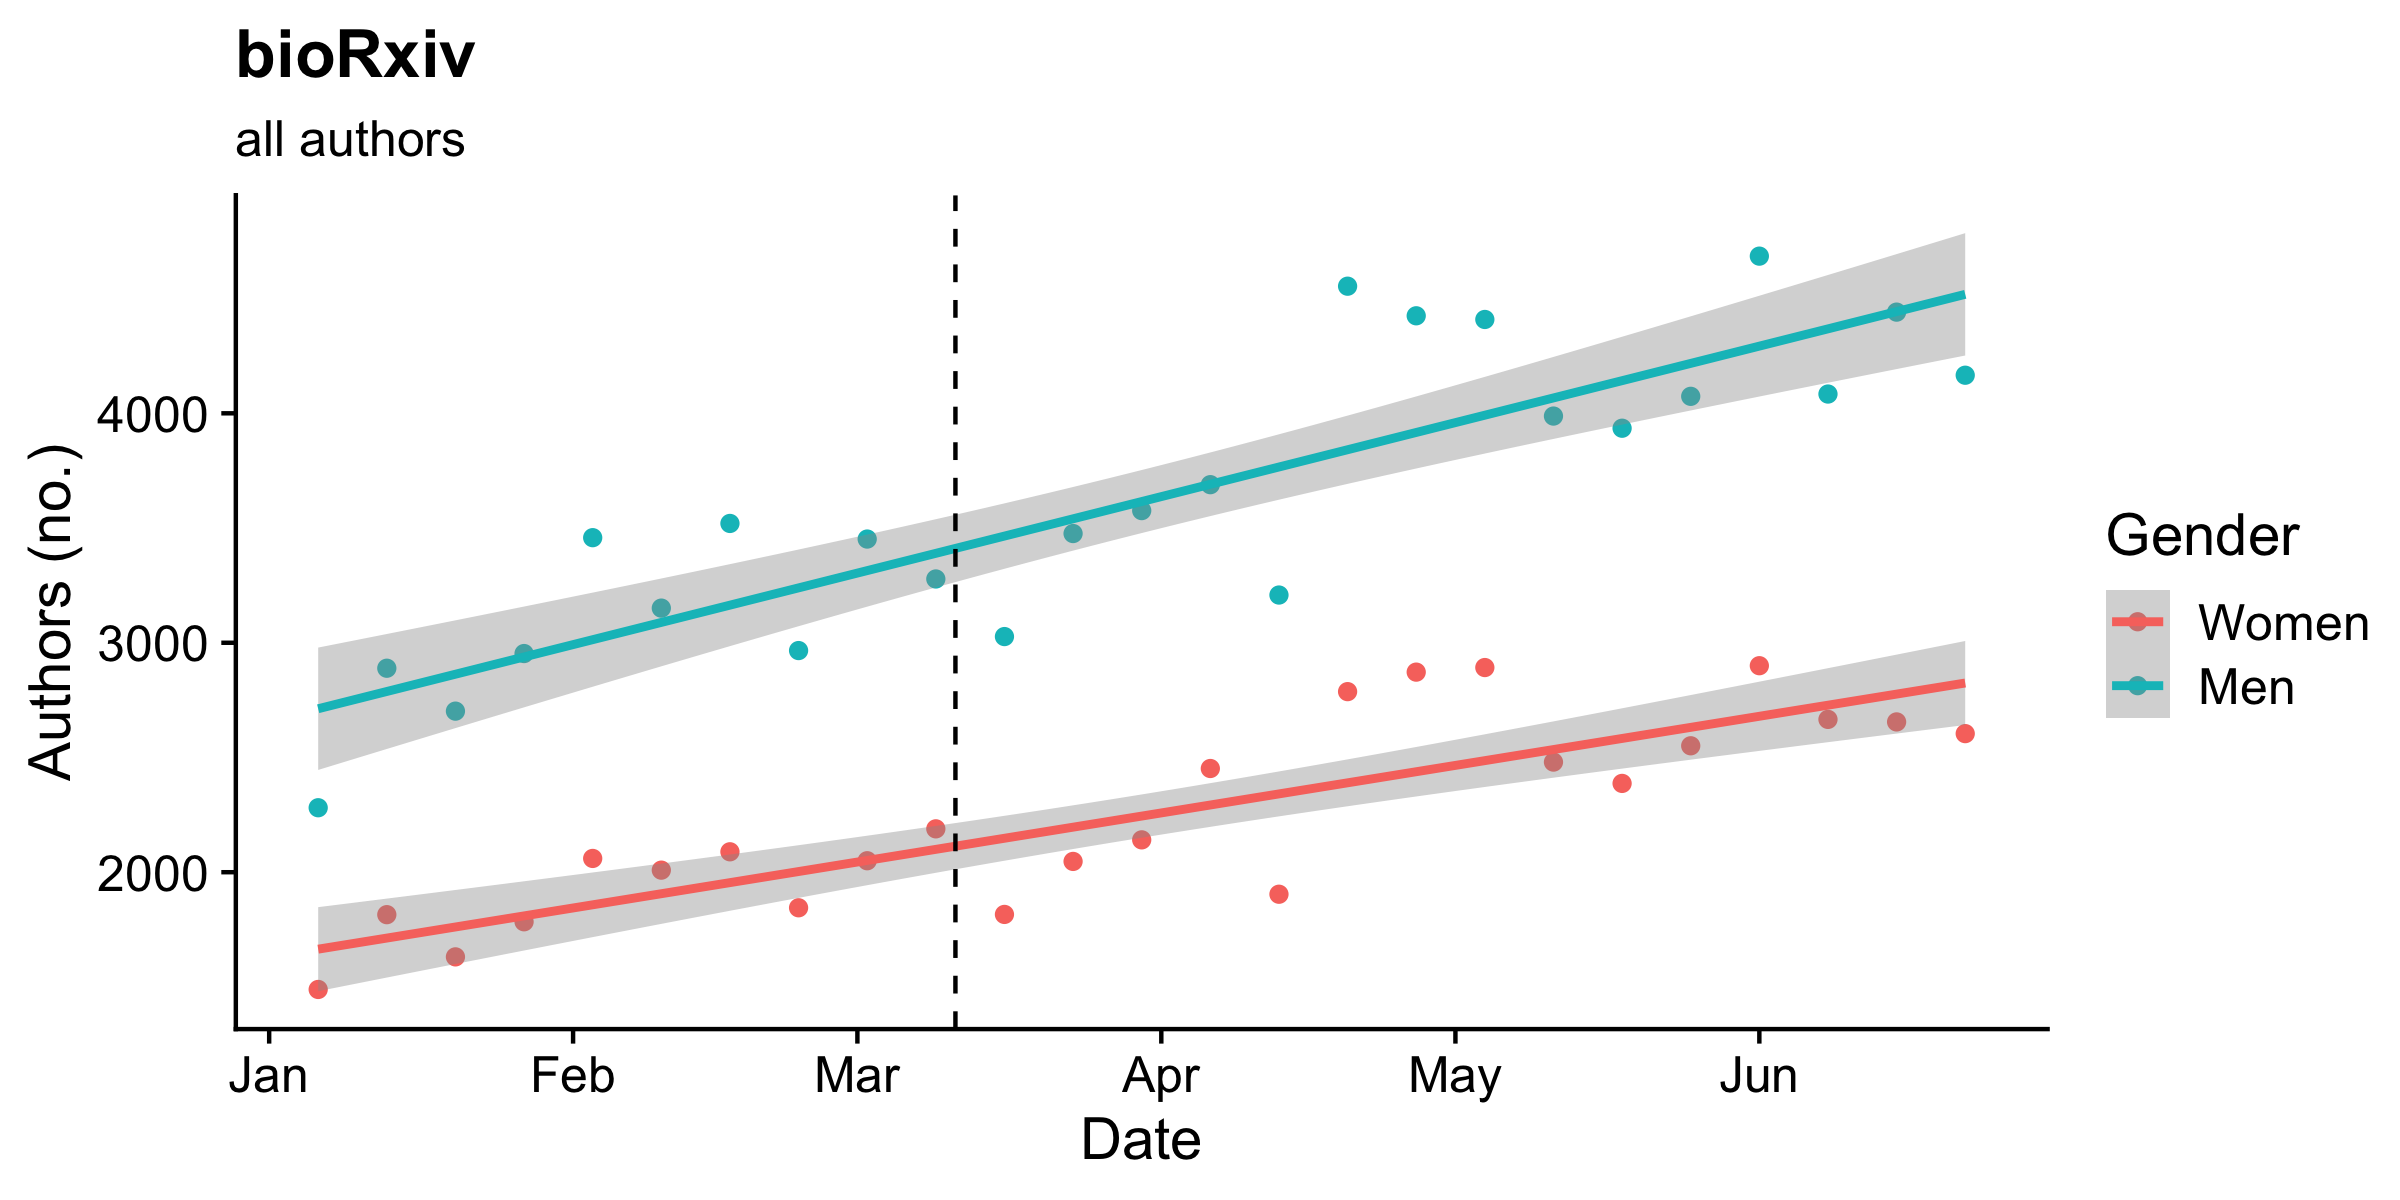 bioRxiv
all authors
Authors (no.)
4000
3000
2000
Jan Feb Mar Apr May Jun
Date
Gender
Women
Men